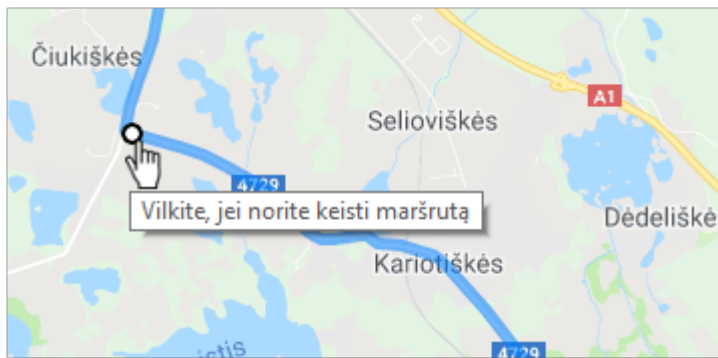 Čiukiškės
A1
Selioviškės
4729
Vilkite, jei norite keisti maršrutą
Dėdeliškė
Kariotiškės
4729